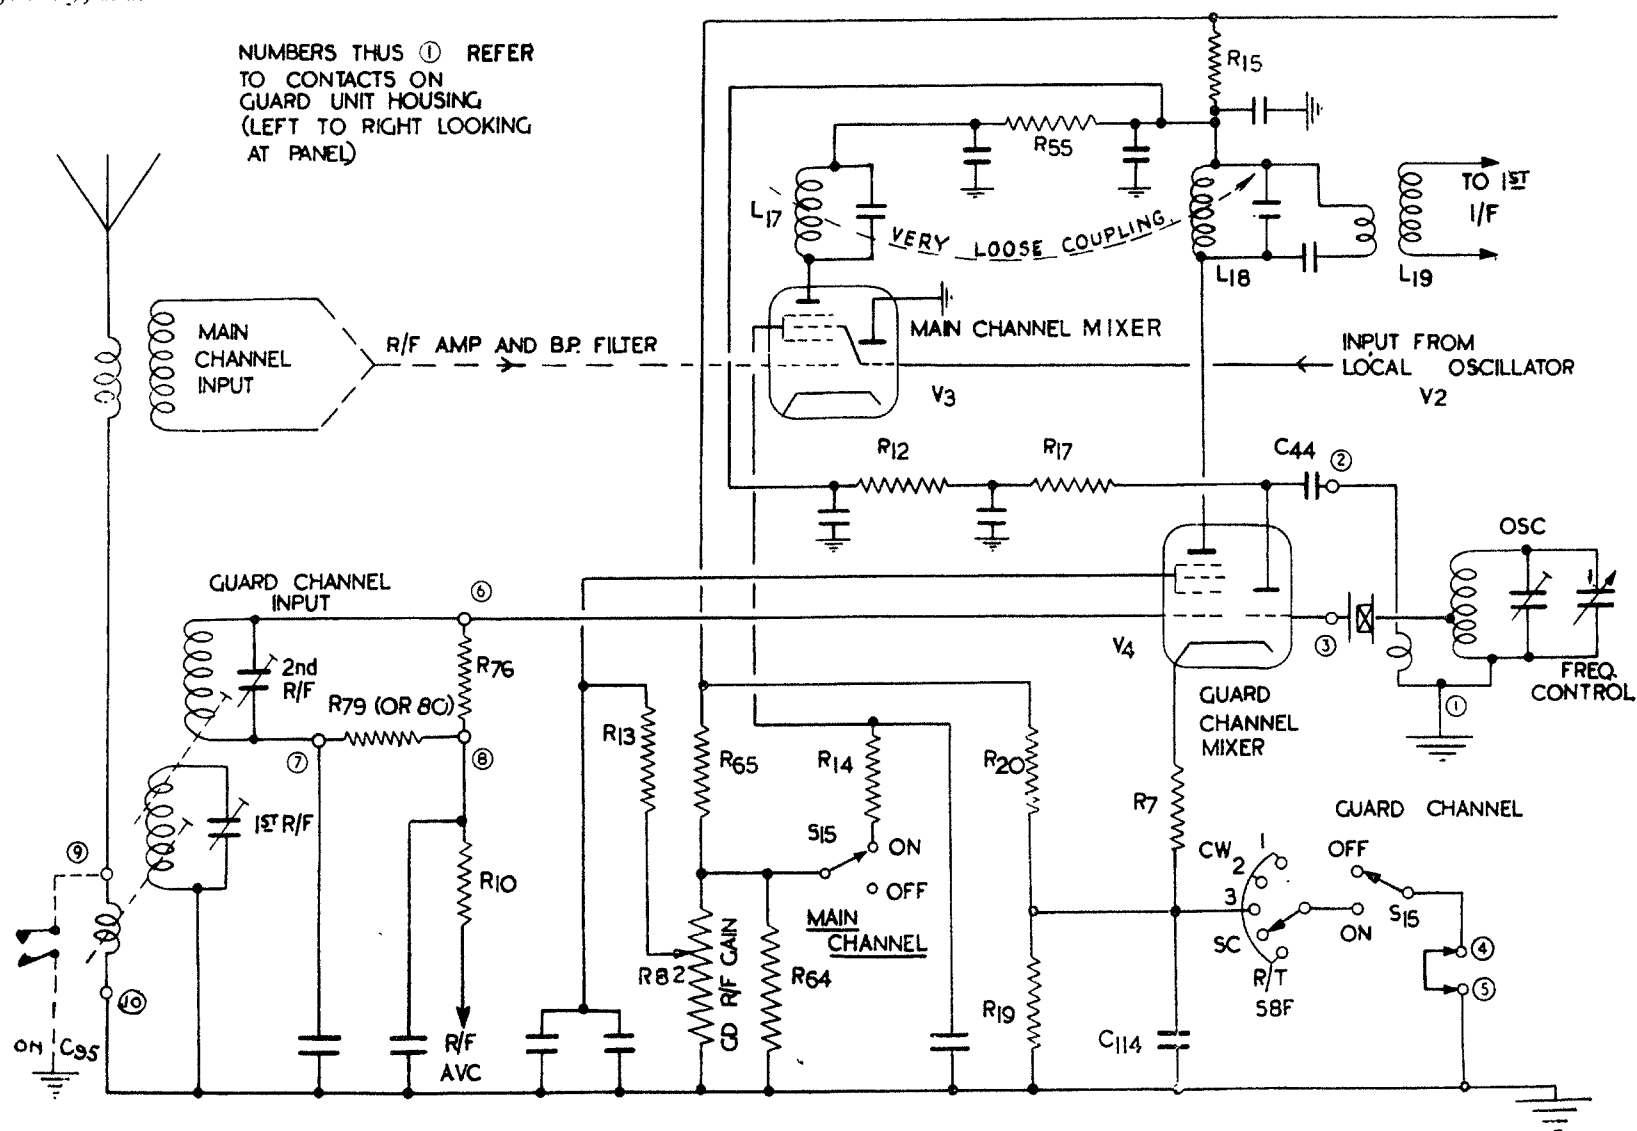 NUMBERS THUS ① REFER
TO CONTACTS ON
GUARD UNIT HOUSING
(LEFT TO RIGHT LOOKING
AT PANEL)
R15
R55
L17
VERY LOOSE COUPLING
L18
L19
TO 1ST
I/F
MAIN
CHANNEL
INPUT
R/F AMP AND B.P. FILTER
MAIN CHANNEL MIXER
V3
INPUT FROM
LOCAL OSCILLATOR
V2
R12
R17
C44
②
OSC
GUARD CHANNEL
INPUT
⑥
V4
③
FREQ.
CONTROL
①
2nd
R/F
R76
R79 (OR 80)
⑦
⑧
GUARD
CHANNEL
MIXER
R13
R65
R14
R20
R7
1ST R/F
GUARD CHANNEL
S15
ON
OFF
MAIN
CHANNEL
CW
1
2
3
SC
R/T
S8F
OFF
ON
S15
④
⑤
⑨
R10
⑩
R82
GD R/F GAIN
R64
R19
C114
ON C95
R/F
AVC